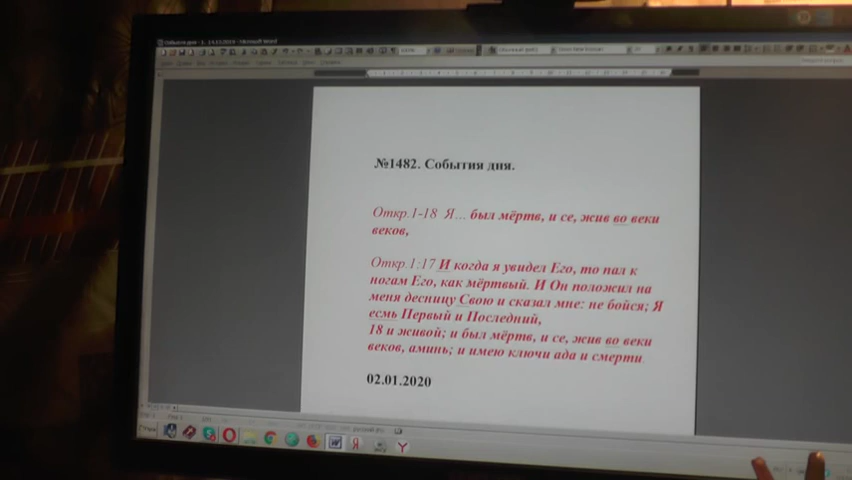 Microsoft Word
№1482. События дня.
Откр.1-18 Я... был мёртв, и се, жив во веки
веков,
Откр.1:17 И когда я увидел Его, то пал к
ногам Его, как мёртвый. И Он положил на
меня десницу Свою и сказал мне: не бойся; Я
есмь Первый и Последний,
18 и живой; и был мёртв, и се, жив во веки
веков, аминь; и имею ключи ада и смерти
02.01.2020